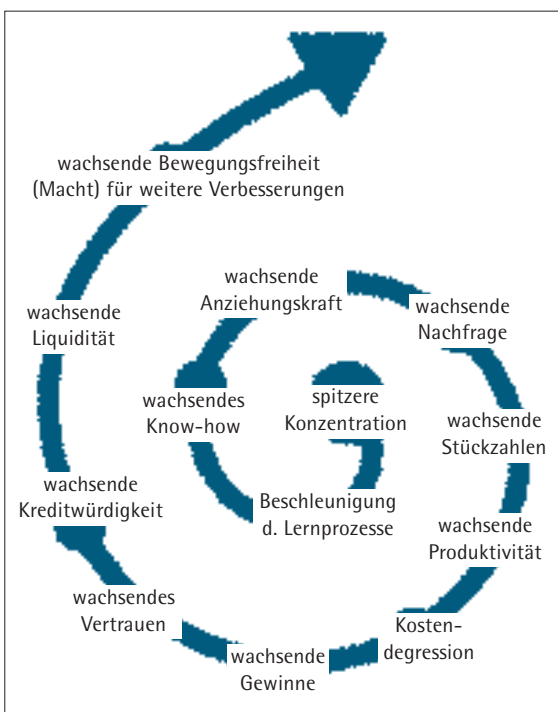 wachsende Bewegungsfreiheit
(Macht) für weitere Verbesserungen
wachsende
Anziehungskraft
wachsende
Nachfrage
wachsende
Liquidität
wachsendes
Know-how
spitzere
Konzentration
wachsende
Stückzahlen
wachsende
Kreditwürdigkeit
Beschleunigung
d. Lernprozesse
wachsende
Produktivität
wachsendes
Vertrauen
wachsende
Gewinne
Kosten-
degression